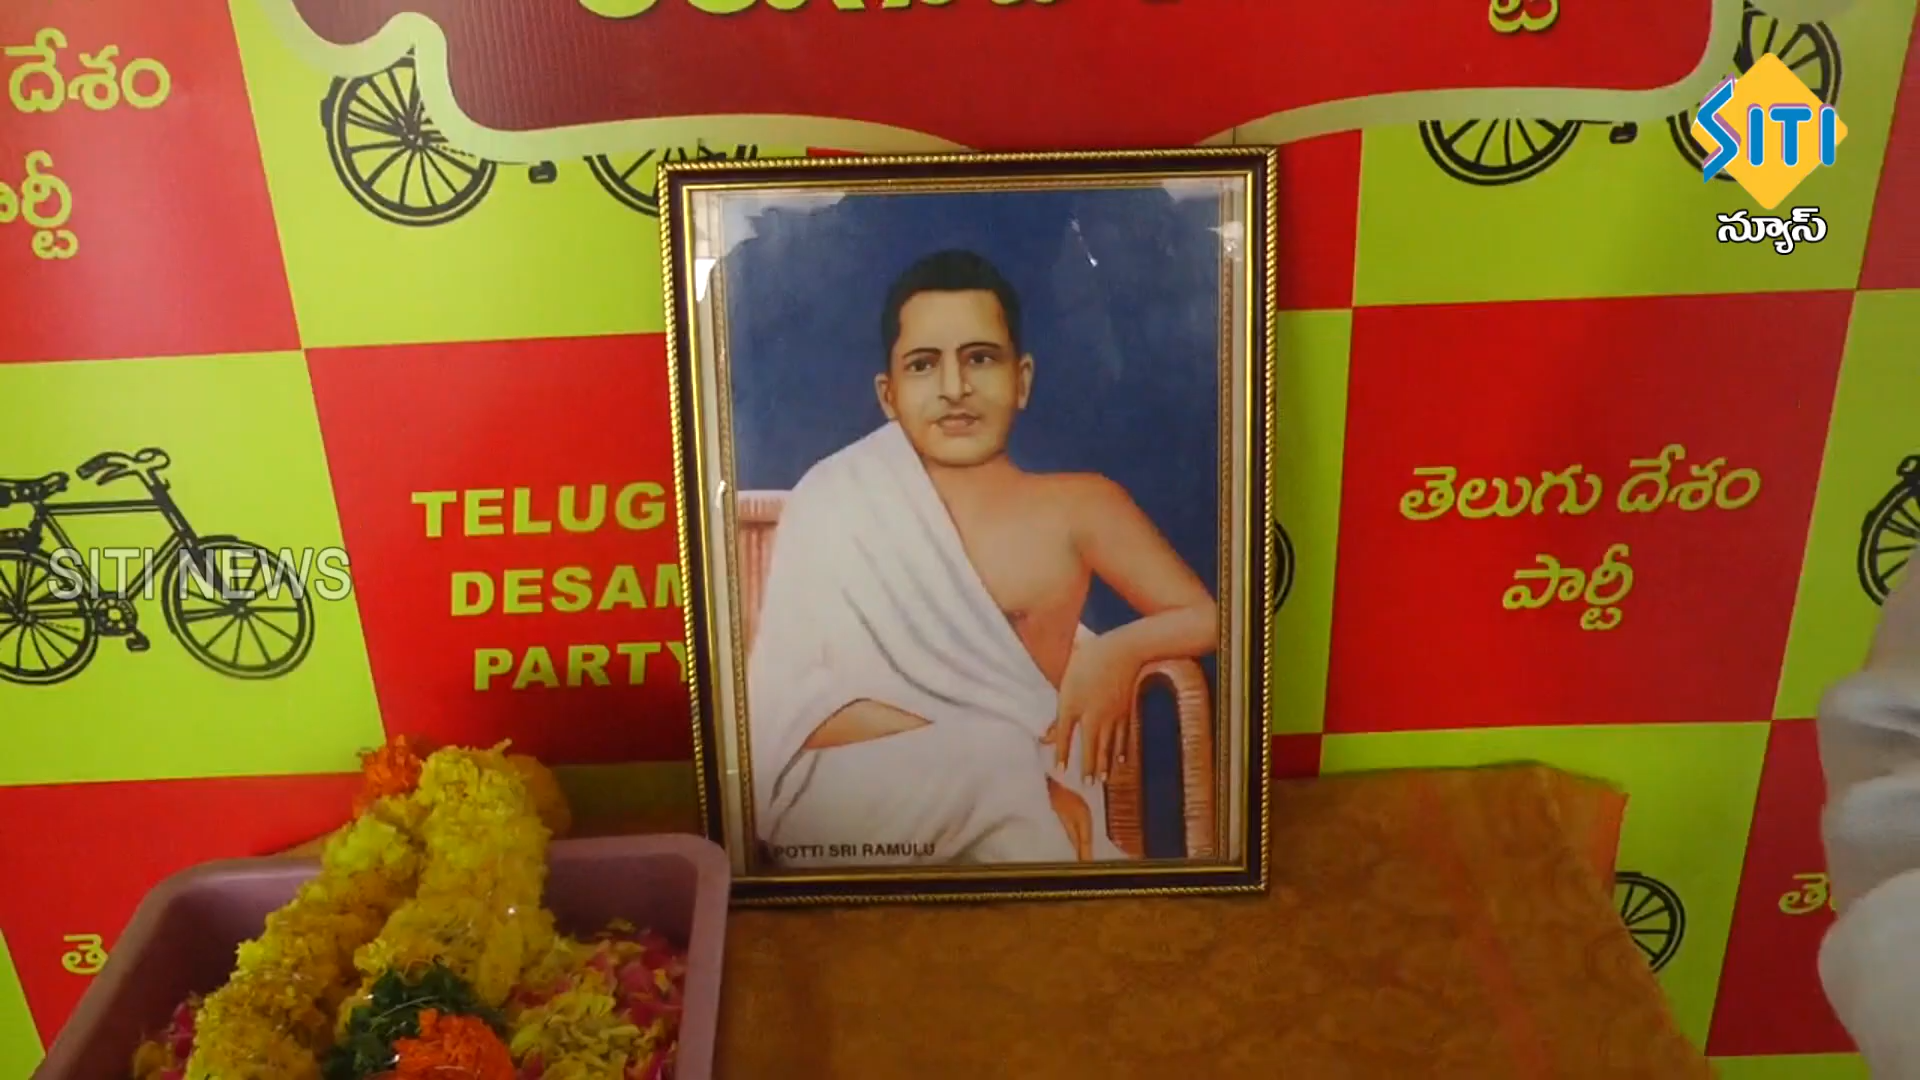 దేశం
SITI
న్యూస్
తెలుగు దేశం
పార్టీ
TELUG
DESAM
PARTY
SITI NEWS
POTTI SRI RAMULU
తె